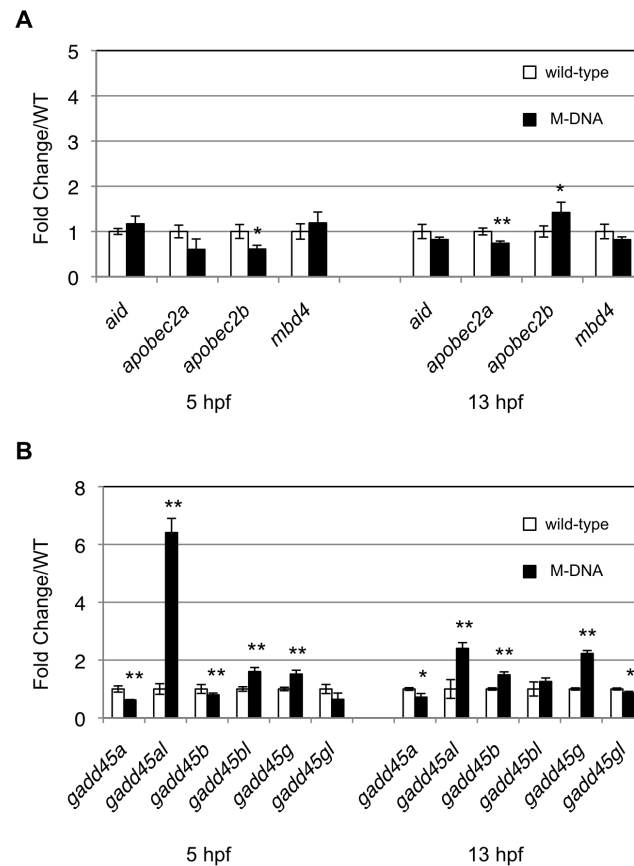 A
Fold Change/WT
5
4
3
2
1
0
wild-type
M-DNA
*
**
*
aid
apobec2a
apobec2b
mbd4
aid
apobec2a
apobec2b
mbd4
5 hpf
13 hpf
B
Fold Change/WT
8
6
4
2
0
wild-type
M-DNA
**
**
**
**
**
*
**
**
**
*
gadd45a
gadd45al
gadd45b
gadd45bl
gadd45g
gadd45gl
gadd45a
gadd45al
gadd45b
gadd45bl
gadd45g
gadd45gl
5 hpf
13 hpf